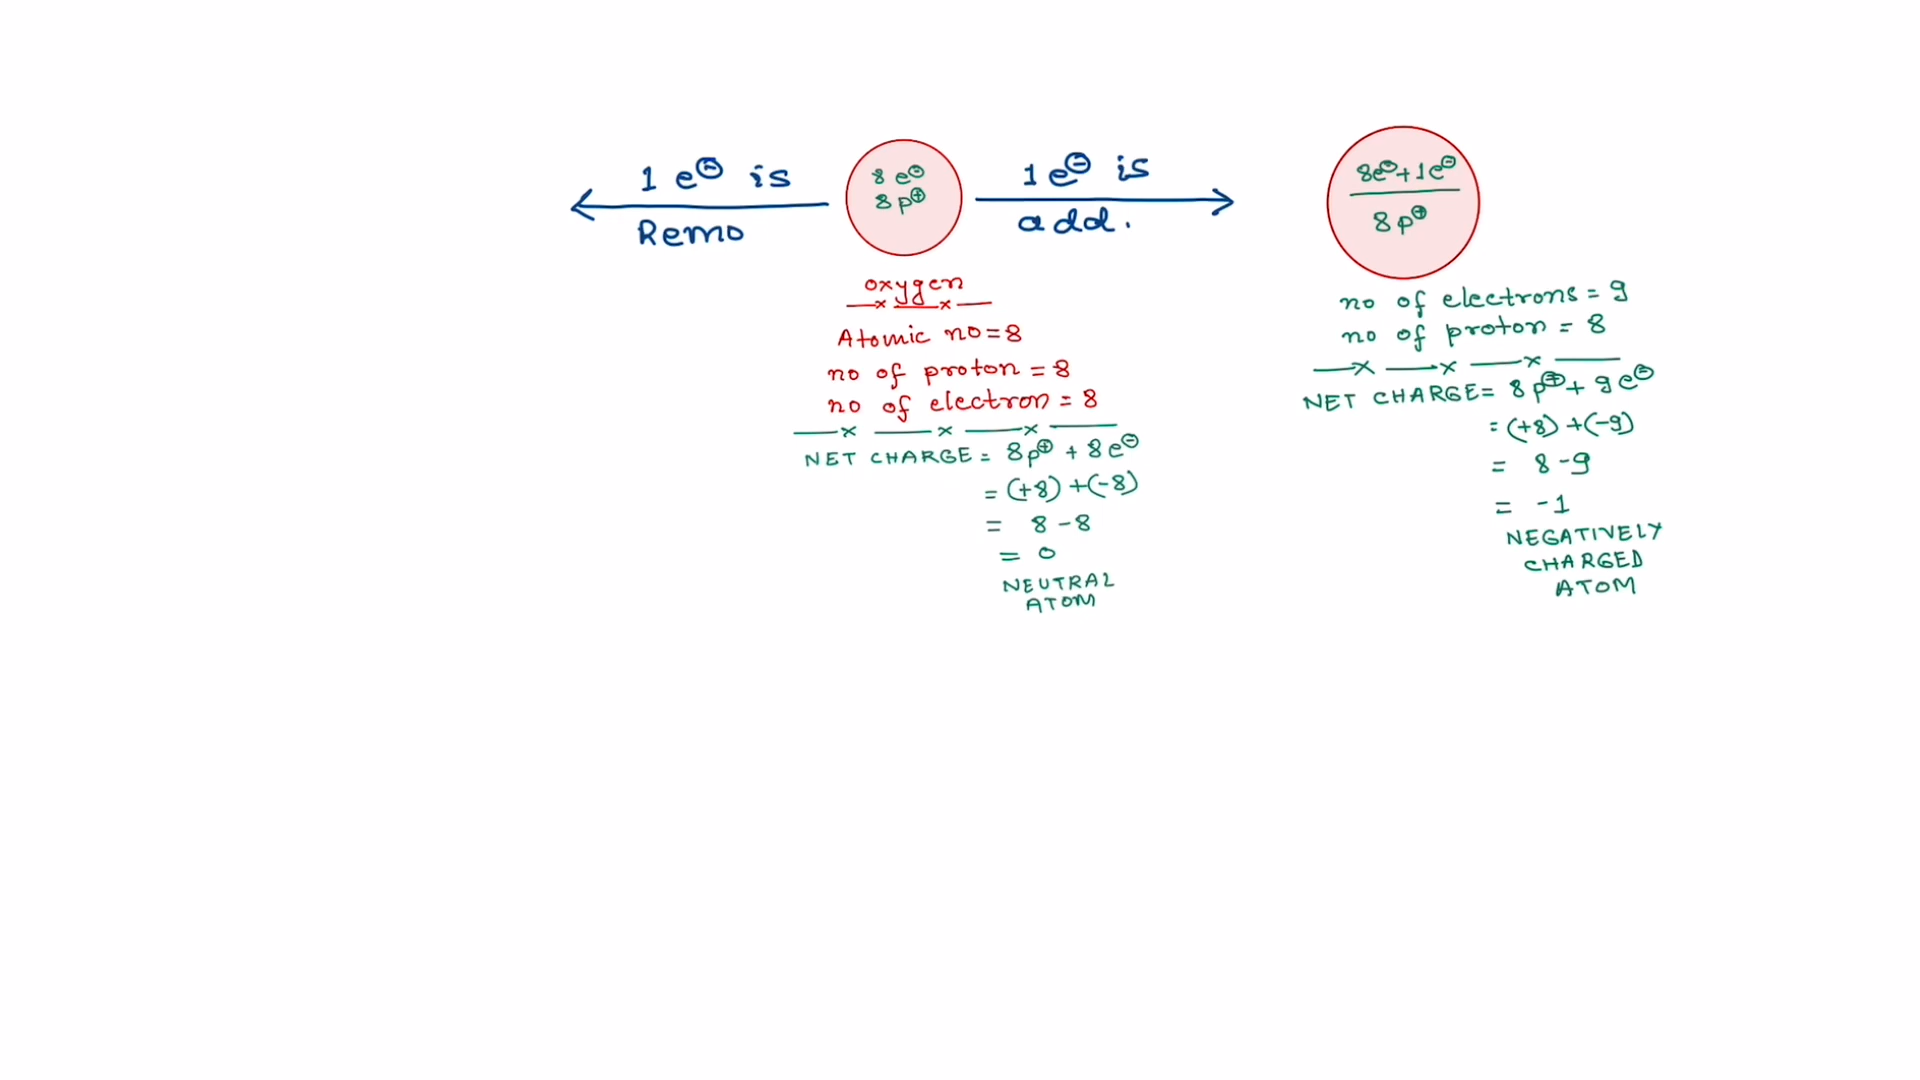 1 e⊖ is
Remo
8 e⊖
8 p⊕
1 e⊖ is
add.
8e⊖+1e⊖
8 p⊕
oxygen
Atomic no=8
no of proton = 8
no of electron = 8
NET CHARGE = 8p⊕ + 8e⊖
= (+8) +(-8)
= 8 - 8
= 0
NEUTRAL
ATOM
no of electrons = 9
no of proton = 8
NET CHARGE= 8 p⊕+ 9 e⊖
= (+8) +(-9)
= 8 - 9
= -1
NEGATIVELY
CHARGED
ATOM